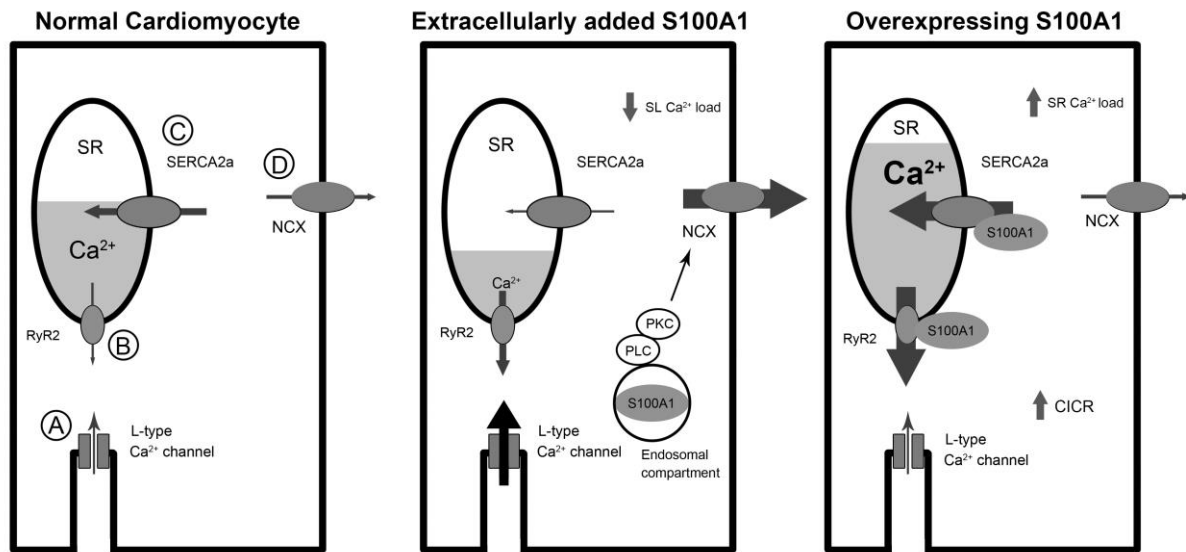 Normal Cardiomyocyte
SR
C
SERCA2a
D
NCX
Ca²⁺
RyR2
B
A
L-type
Ca²⁺ channel
Extracellularly added S100A1
SL Ca²⁺ load
SR
SERCA2a
NCX
Ca²⁺
RyR2
PKC
PLC
S100A1
L-type
Ca²⁺ channel
Endosomal
compartment
Overexpressing S100A1
SR Ca²⁺ load
SR
SERCA2a
Ca²⁺
S100A1
NCX
RyR2
S100A1
CICR
L-type
Ca²⁺ channel